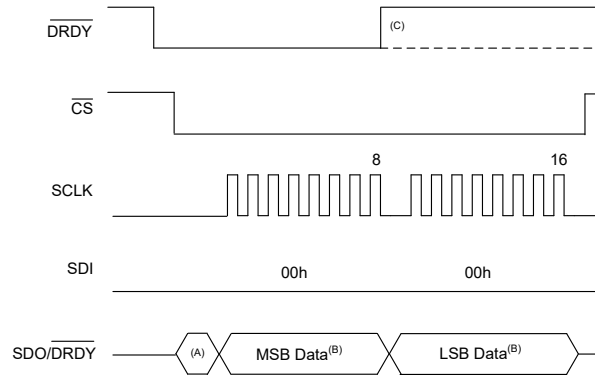 DRDY
(C)
CS
8
16
SCLK
SDI
00h
00h
SDO/DRDY
(A)
MSB Data(B)
LSB Data(B)